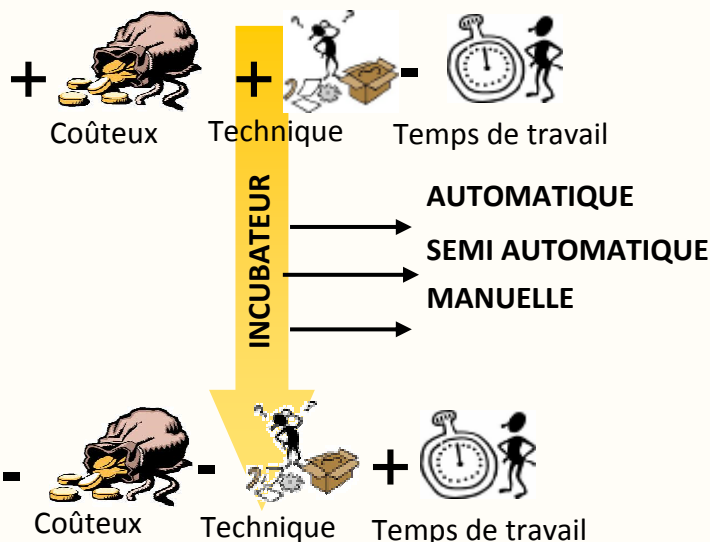 + + -
Coûteux Technique Temps de travail
INCUBATEUR
AUTOMATIQUE
SEMI AUTOMATIQUE
MANUELLE
- - +
Coûteux Technique Temps de travail